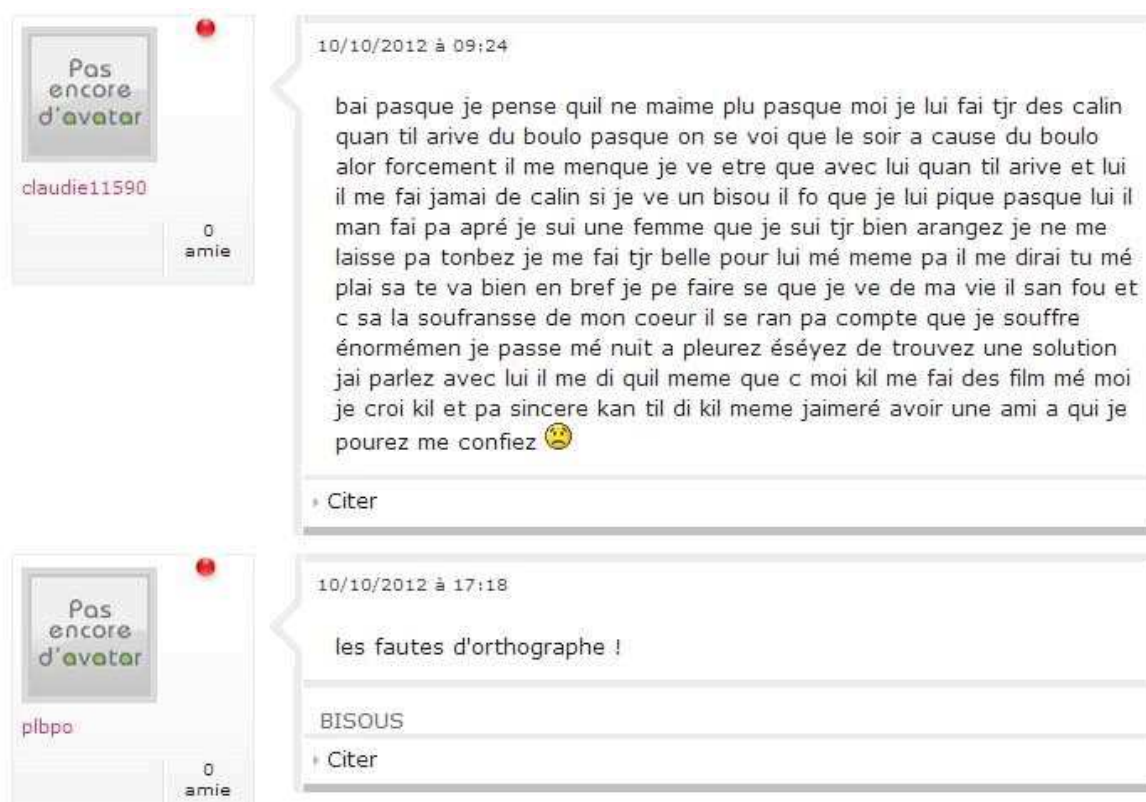 Pas
encore
d'avatar
claudie11590
0
amie
10/10/2012 à 09:24
bai pasque je pense quil ne maime plu pasque moi je lui fai tjr des calin
quan til arive du boulo pasque on se voi que le soir a cause du boulo
alor forcement il me menque je ve etre que avec lui quan til arive et lui
il me fai jamai de calin si je ve un bisou il fo que je lui pique pasque lui il
man fai pa apré je sui une femme que je sui tjr bien arangez je ne me
laisse pa tonbez je me fai tjr belle pour lui mé meme pa il me dirai tu mé
plai sa te va bien en bref je pe faire se que je ve de ma vie il san fou et
c sa la soufransse de mon coeur il se ran pa compte que je souffre
énormémen je passe mé nuit a pleurez éséyez de trouvez une solution
jai parlez avec lui il me di quil meme que c moi kil me fai des film mé moi
je croi kil et pa sincere kan til di kil meme jaimeré avoir une ami a qui je
pourez me confiez
Citer
Pas
encore
d'avatar
plbpo
0
amie
10/10/2012 à 17:18
les fautes d'orthographe !
BISOUS
Citer